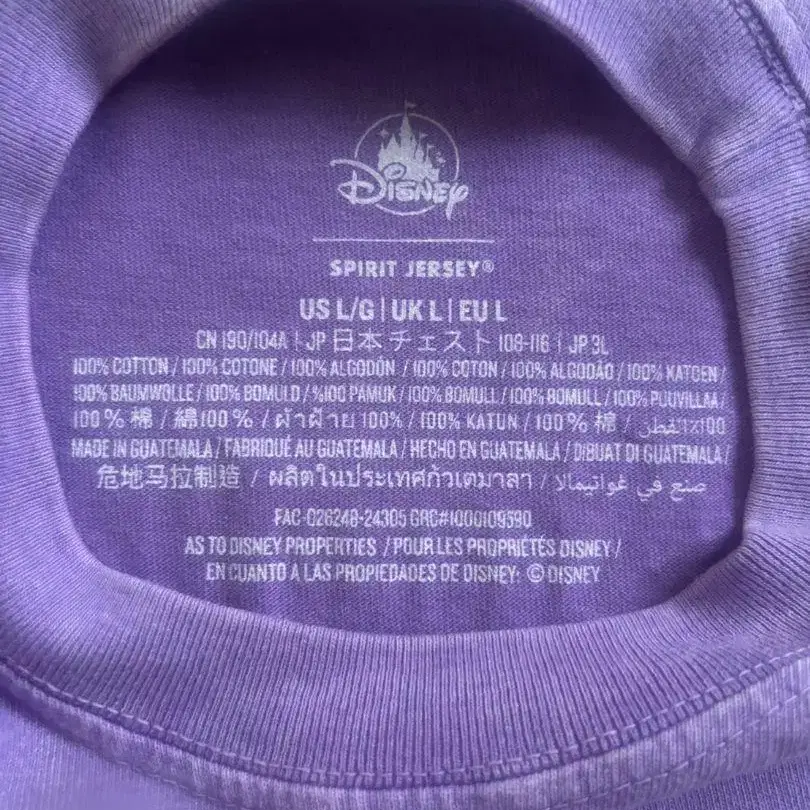 Disney
SPIRIT JERSEY®
US L/G | UK L | EU L
CN 190/104A | JP 日本 チェスト 108-116 | JP 3L
100% COTTON / 100% COTONE / 100% ALGODÓN / 100% COTON / 100% ALGODÃO / 100% KATOEN /
100% BAUMWOLLE / 100% BOMULD / %100 PAMUK / 100% BOMULL / 100% BOMULL / 100% PUUVILLAA /
100% 棉 / 綿100% / ผ้าฝ้าย 100% / 100% KATUN / 100% 棉 /
MADE IN GUATEMALA / FABRIQUÉ AU GUATEMALA / HECHO EN GUATEMALA / DIBUAT DI GUATEMALA /
危地马拉制造 / ผลิตในประเทศกัวเตมาลา / صنع في غواتيمالا
FAC-026248-24305 GRC#1000109590
AS TO DISNEY PROPERTIES / POUR LES PROPRIÉTÉS DISNEY /
EN CUANTO A LAS PROPIEDADES DE DISNEY: © DISNEY